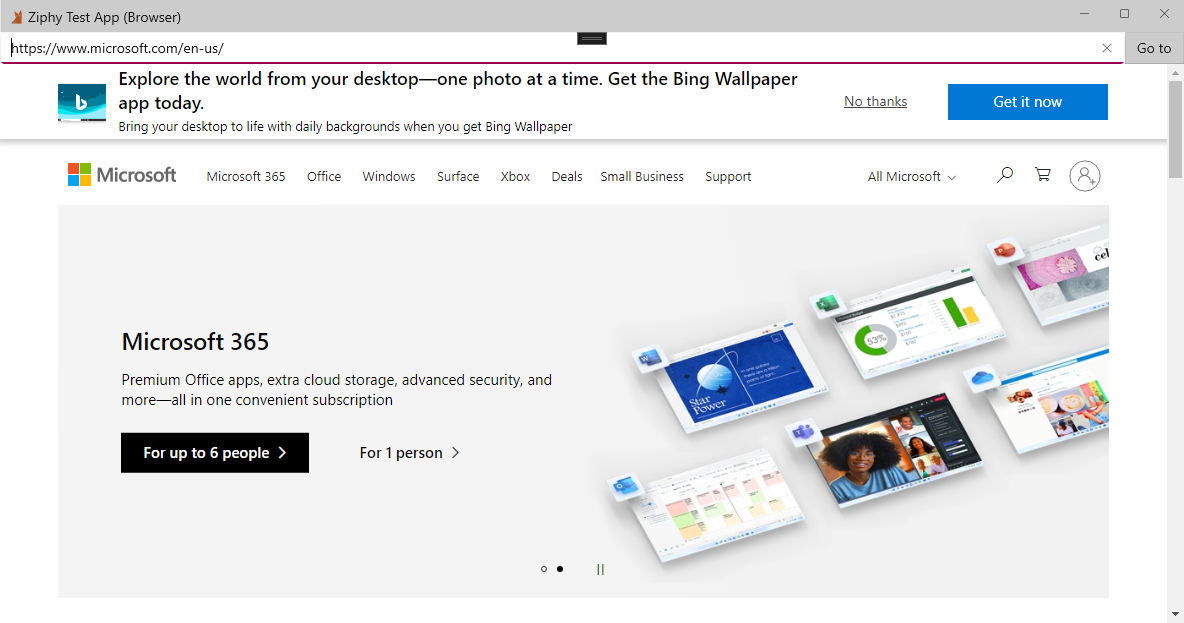 Ziphy Test App (Browser)
https://www.microsoft.com/en-us/
Go to
Explore the world from your desktop—one photo at a time. Get the Bing Wallpaper
app today.
Bring your desktop to life with daily backgrounds when you get Bing Wallpaper
No thanks
Get it now
Microsoft
Microsoft 365 Office Windows Surface Xbox Deals Small Business Support
All Microsoft
Microsoft 365
Premium Office apps, extra cloud storage, advanced security, and
more—all in one convenient subscription
For up to 6 people
For 1 person
Star
Power
53%